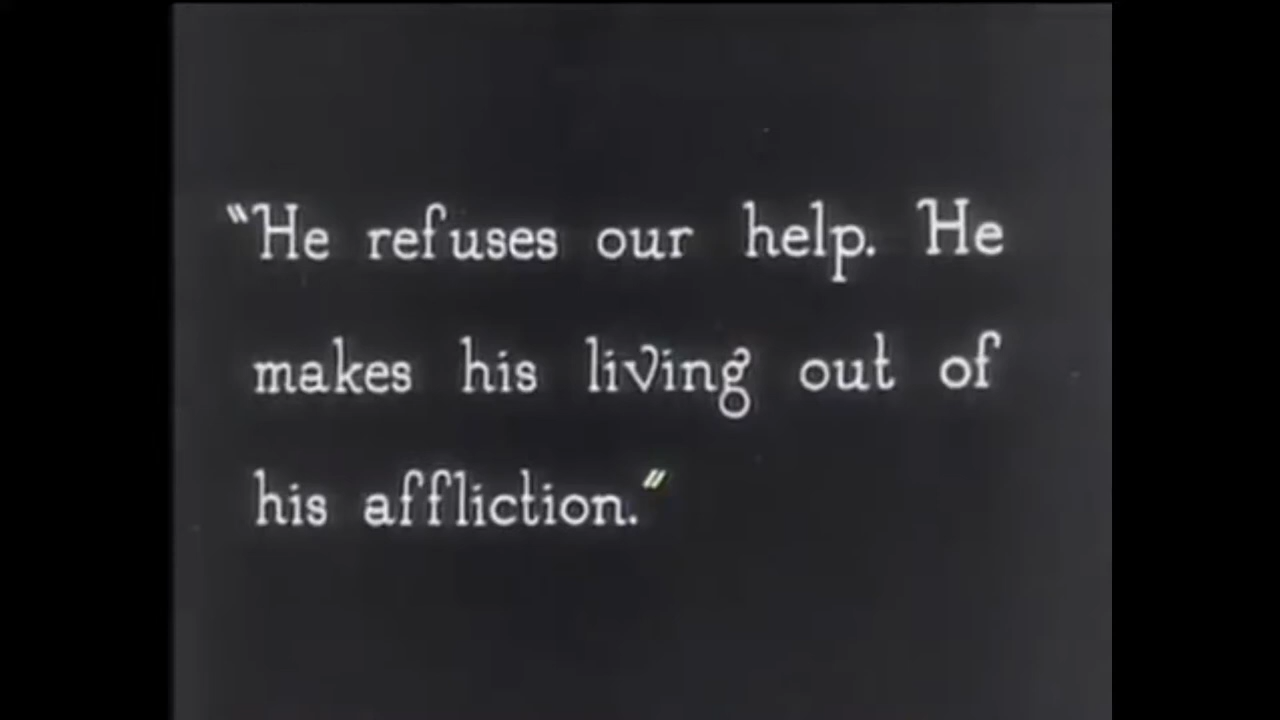 "He refuses our help. He
makes his living out of
his affliction."